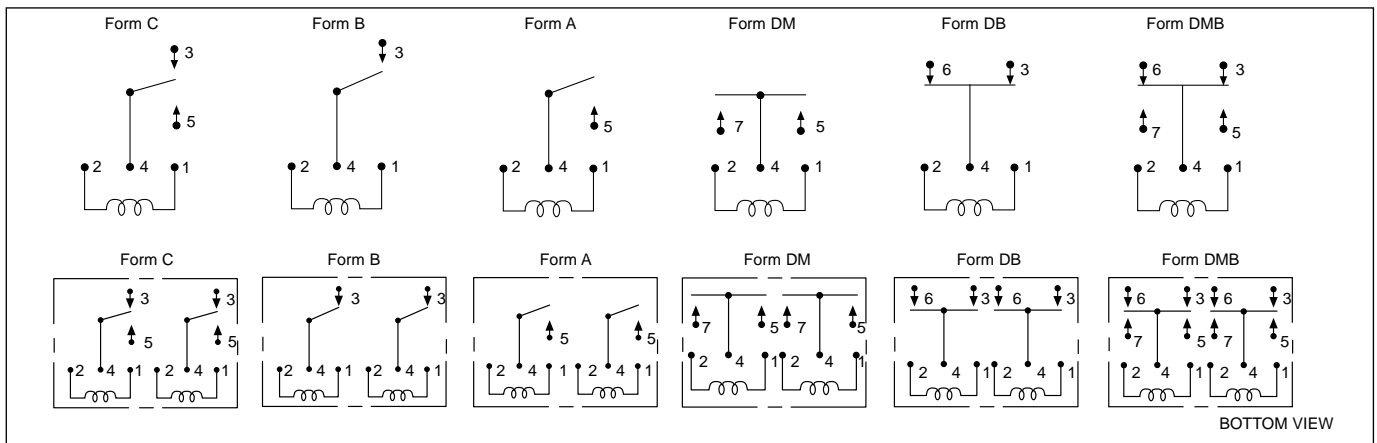 Form C Form B Form A Form DM Form DB Form DMB
3 3 6 3 6 3
5 5 7 5 7 5
2 4 1 2 4 1 2 4 1 2 4 1 2 4 1 2 4 1
Form C Form B Form A Form DM Form DB Form DMB
3 3 3 3 6 3 6 3 6 3 6 3
5 5 5 5 7 5 7 5 7 5 7 5
2 4 1 2 4 1 2 4 1 2 4 1 2 4 1 2 4 1 2 4 1 2 4 1 2 4 1 2 4 1 2 4 1 2 4 1
BOTTOM VIEW